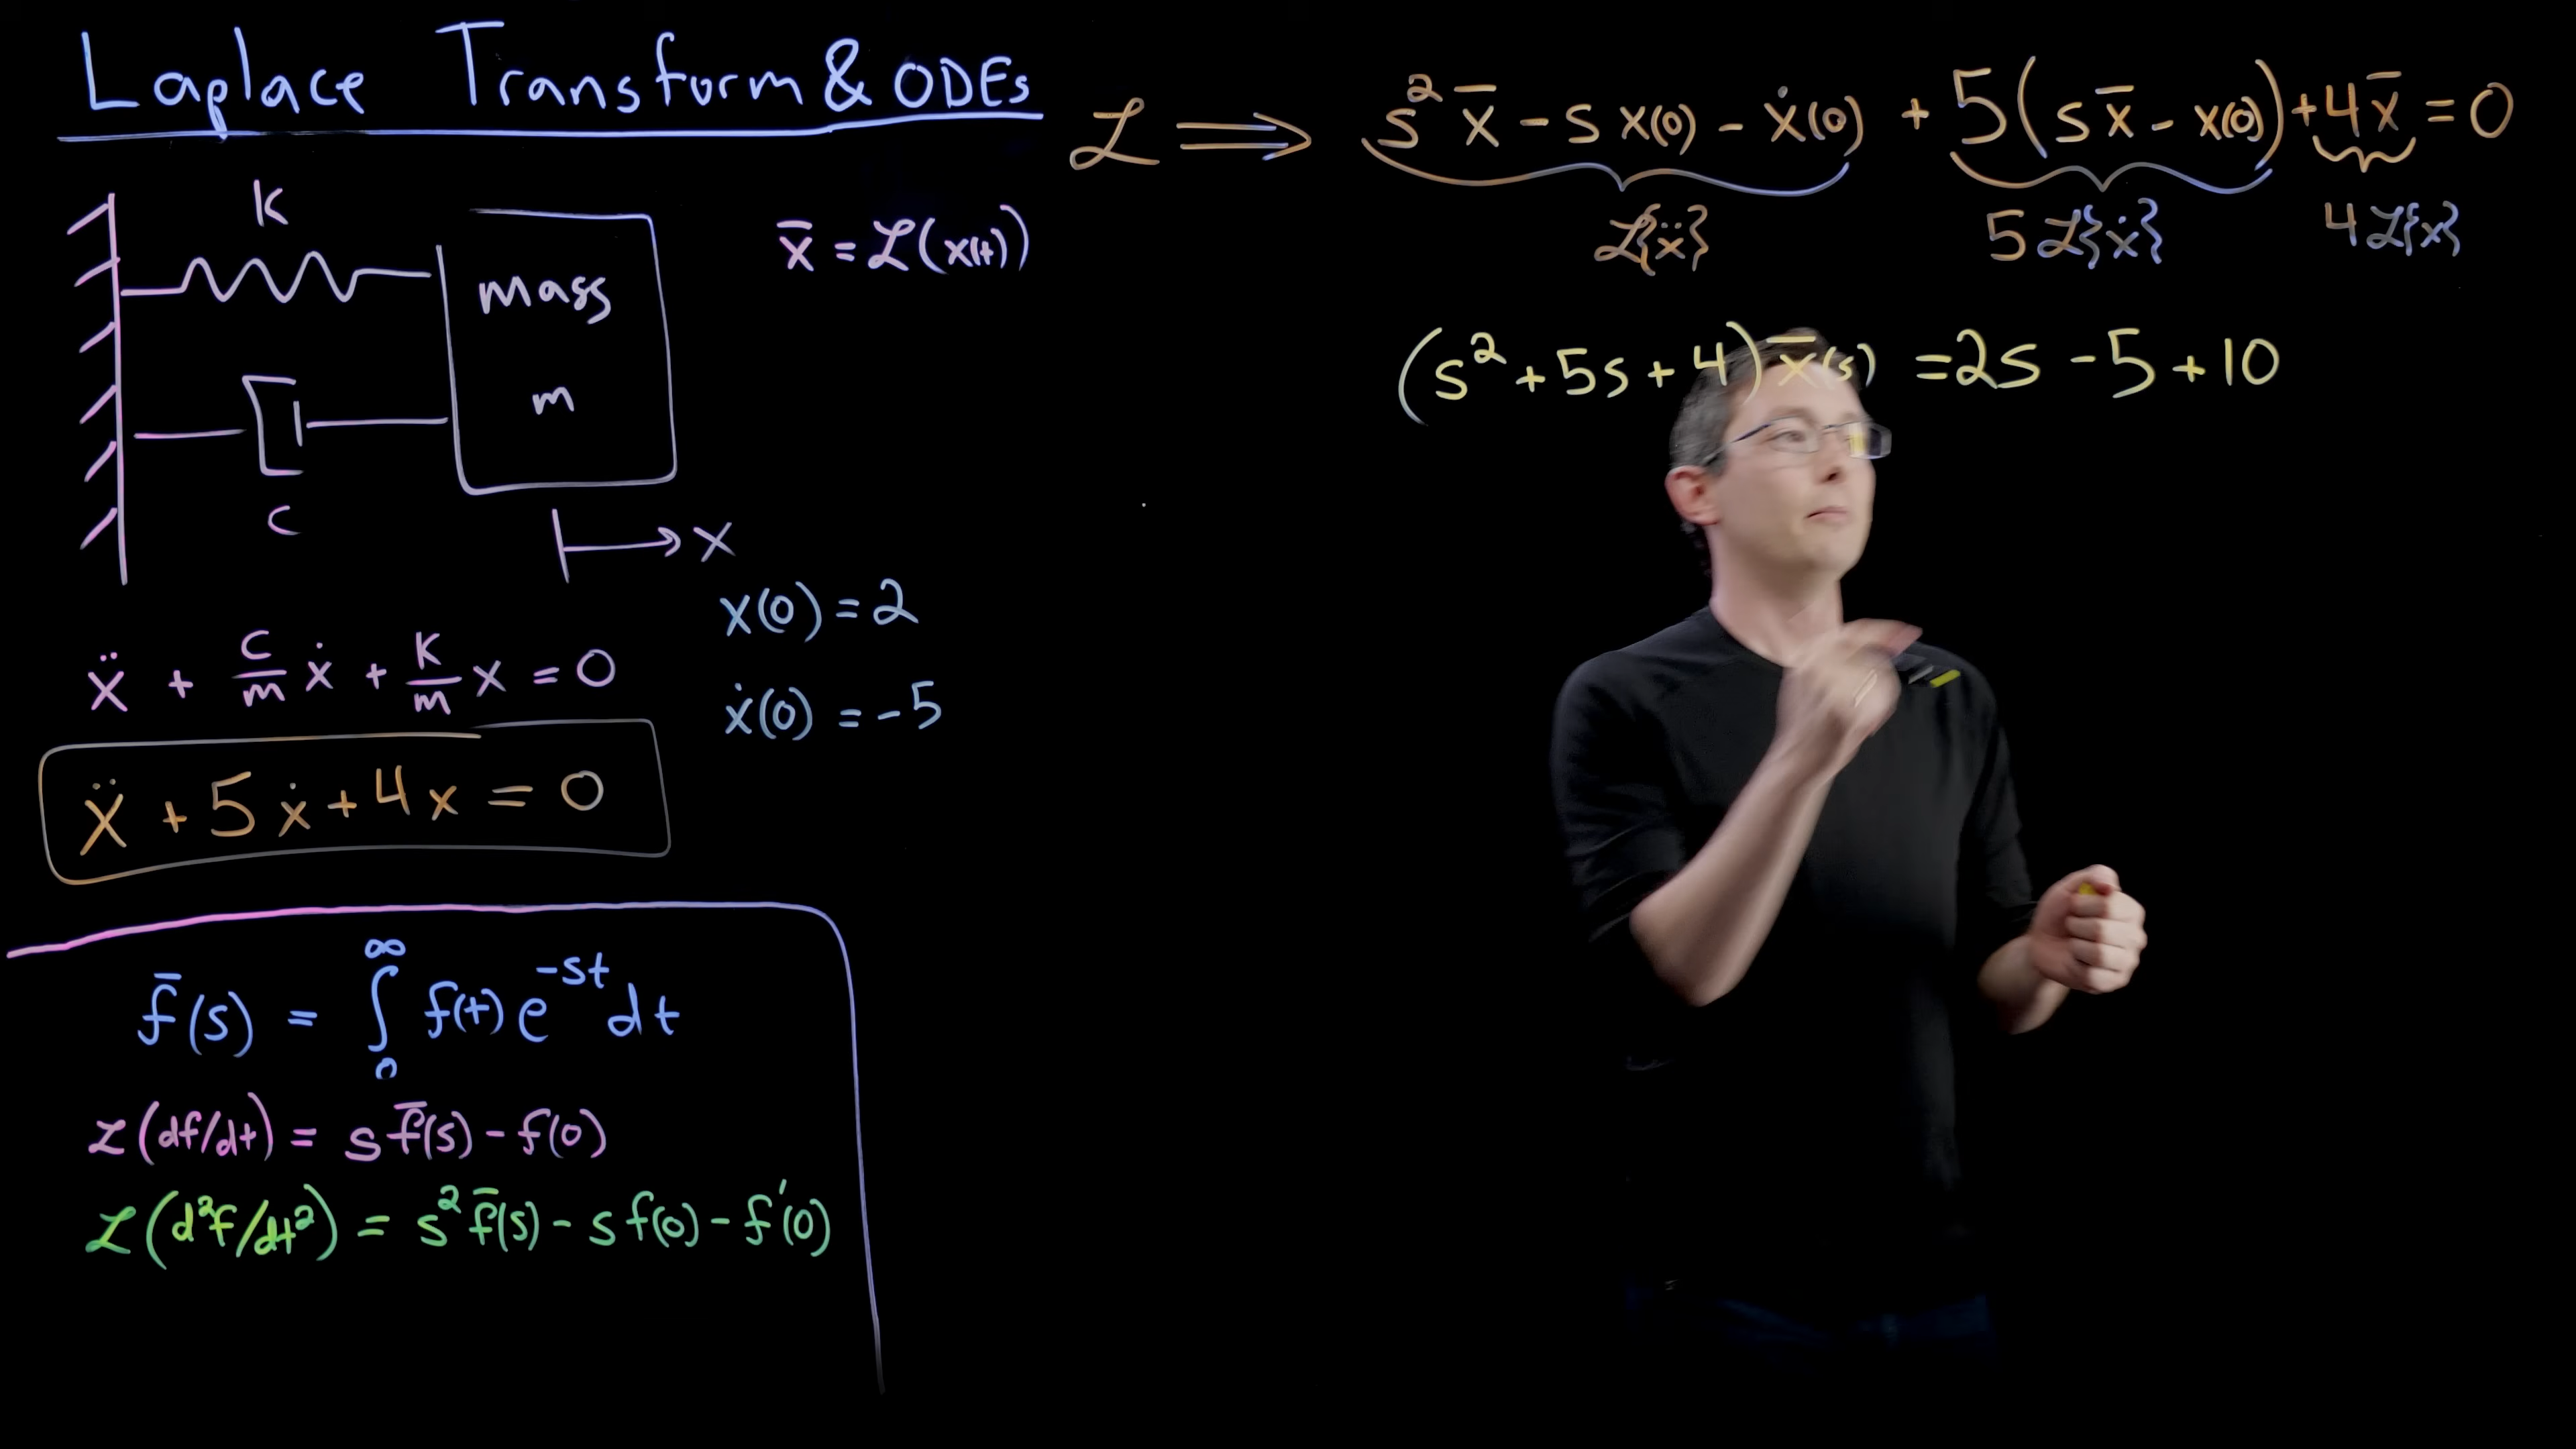 Laplace Transform & ODEs
k
mass
m
c
x
x̄ = ℒ(x(t))
x(0) = 2
ẋ(0) = -5
ẍ + c/m ẋ + k/m x = 0
ẍ + 5ẋ + 4x = 0
f̄(s) = ∫₀^∞ f(t) e^{-st} dt
ℒ(df/dt) = s f̄(s) - f(0)
ℒ(d²f/dt²) = s² f̄(s) - s f(0) - f'(0)
ℒ ⟹ s² x̄ - s x(0) - ẋ(0) + 5(s x̄ - x(0)) + 4x̄ = 0
ℒ{ẍ} 5ℒ{ẋ} 4ℒ{x}
(s² + 5s + 4) x̄(s) = 2s - 5 + 10